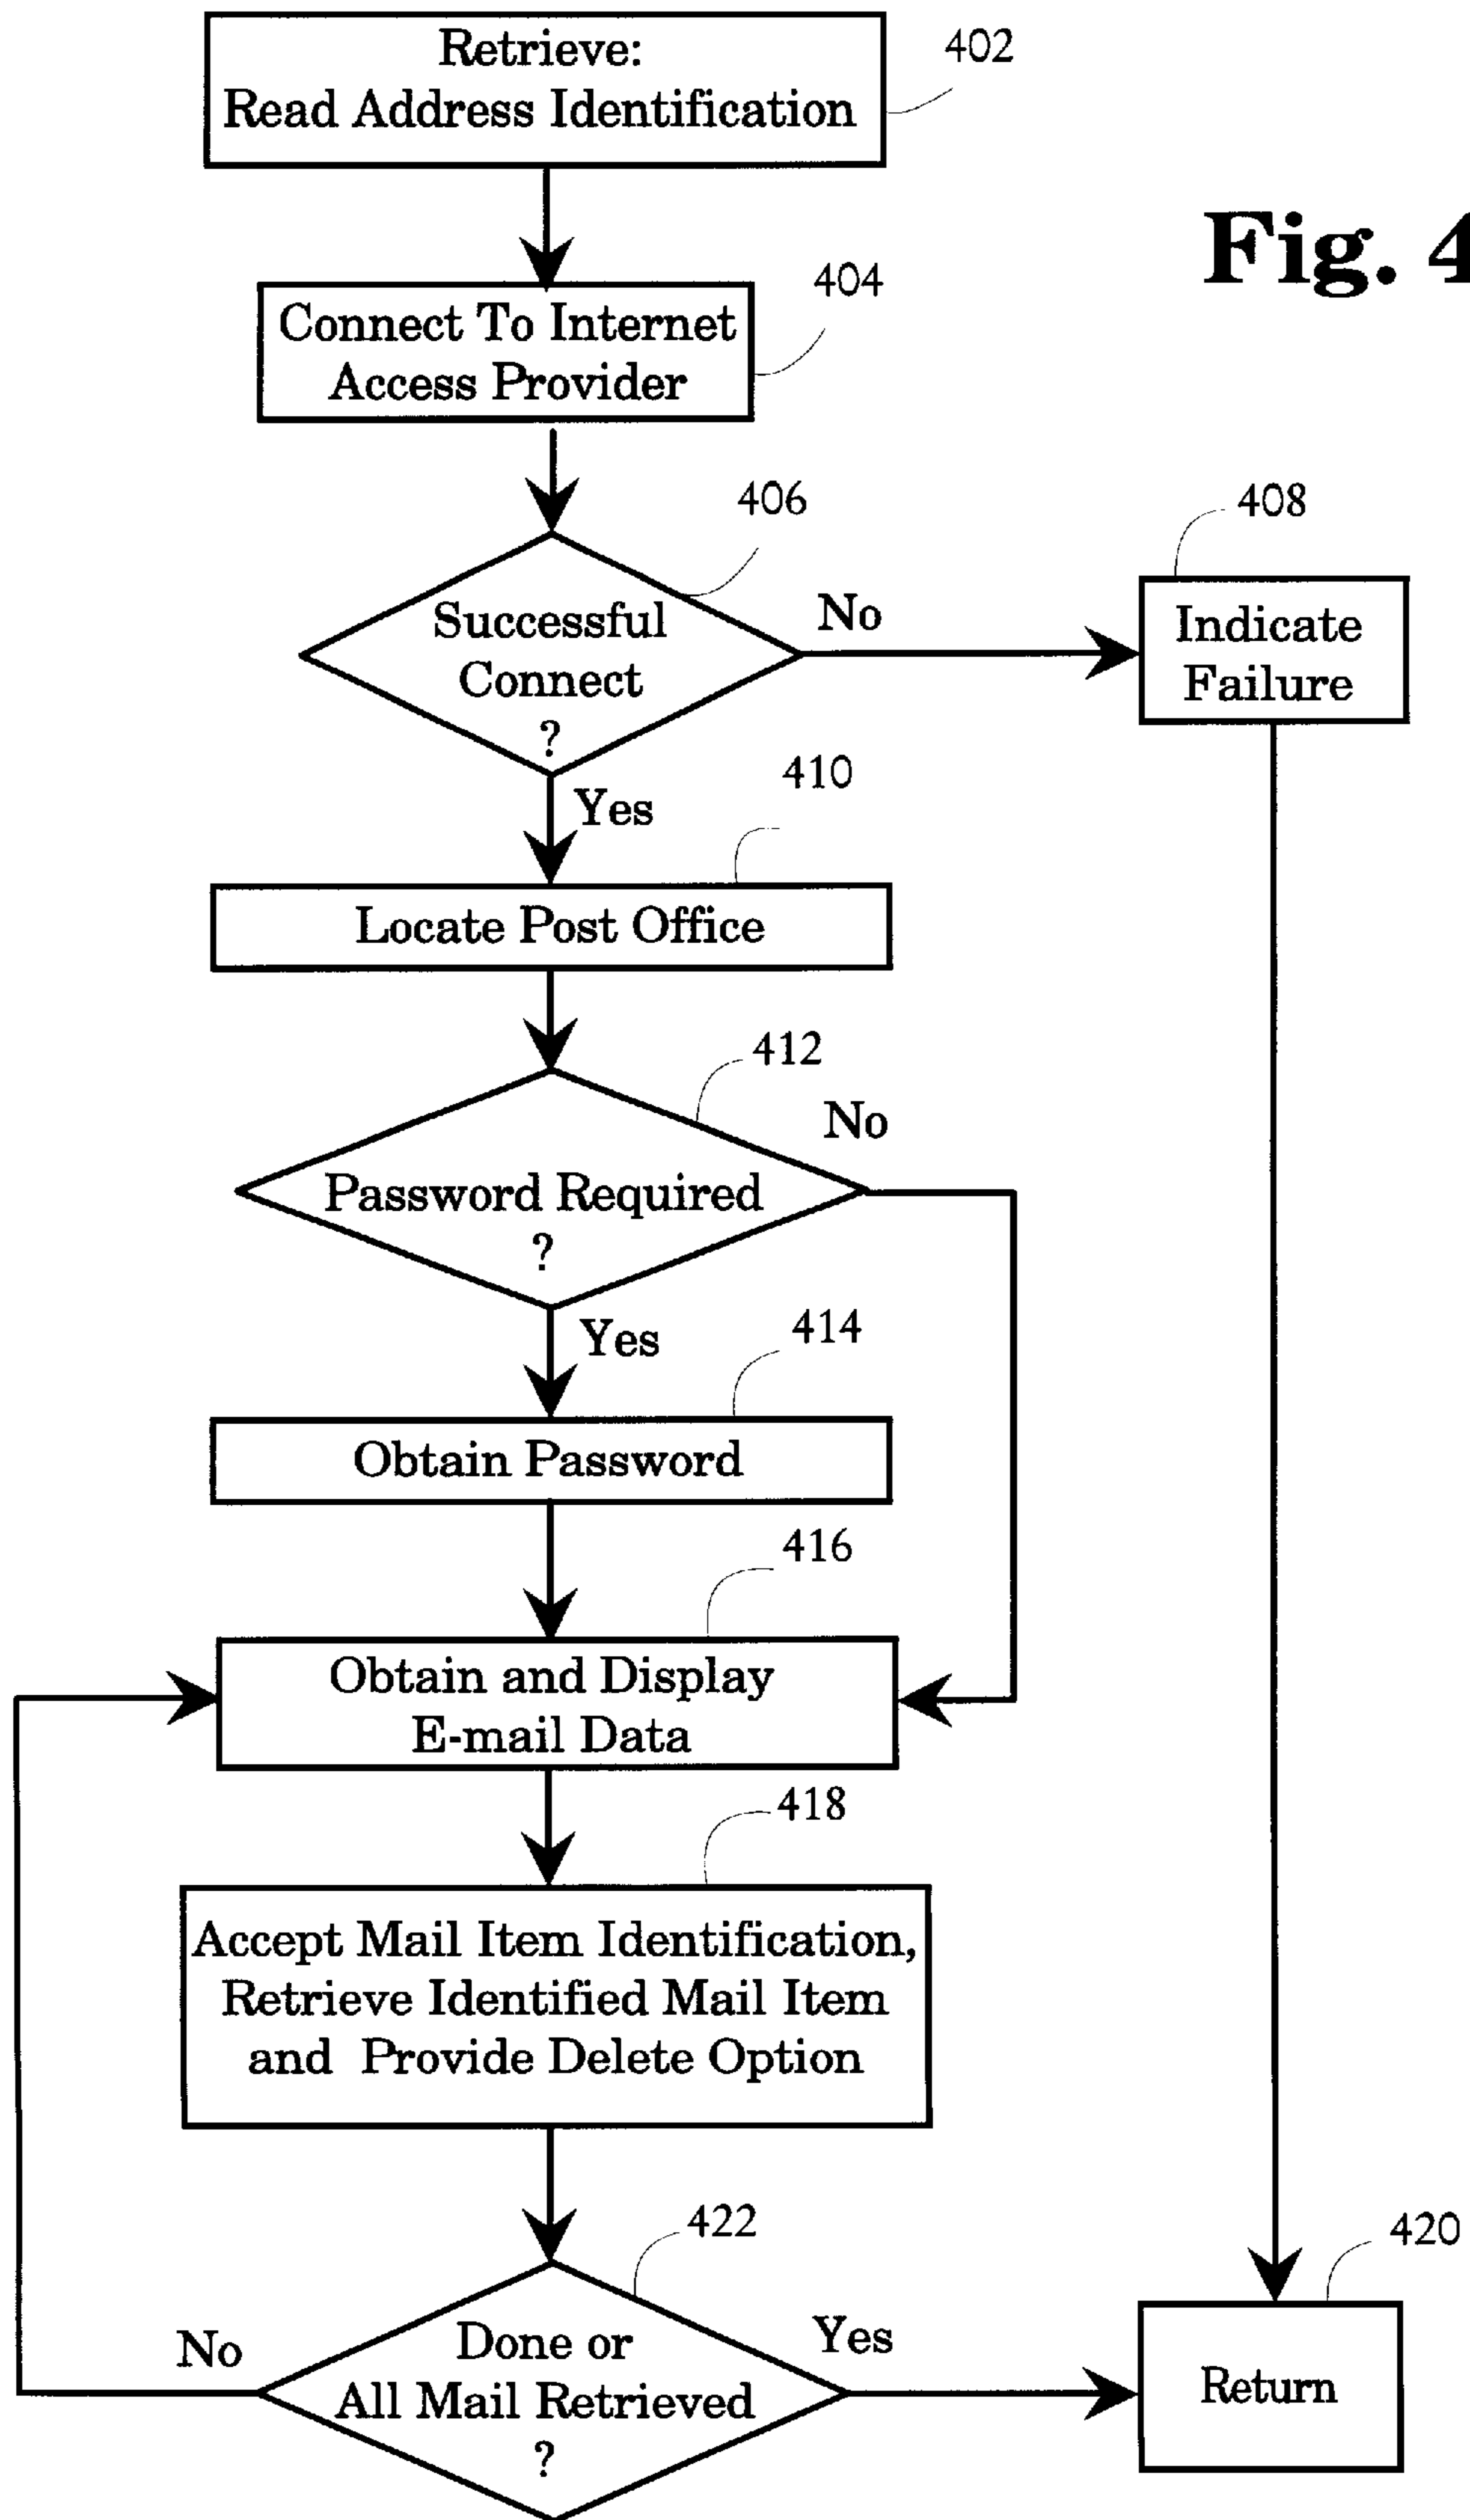 Retrieve:
Read Address Identification
402
Fig. 4
Connect To Internet
Access Provider
404
406
Successful
Connect
?
No
408
Indicate
Failure
Yes
410
Locate Post Office
412
No
Password Required
?
Yes
414
Obtain Password
416
Obtain and Display
E-mail Data
418
Accept Mail Item Identification,
Retrieve Identified Mail Item
and Provide Delete Option
422
420
No
Done or
All Mail Retrieved
?
Yes
Return